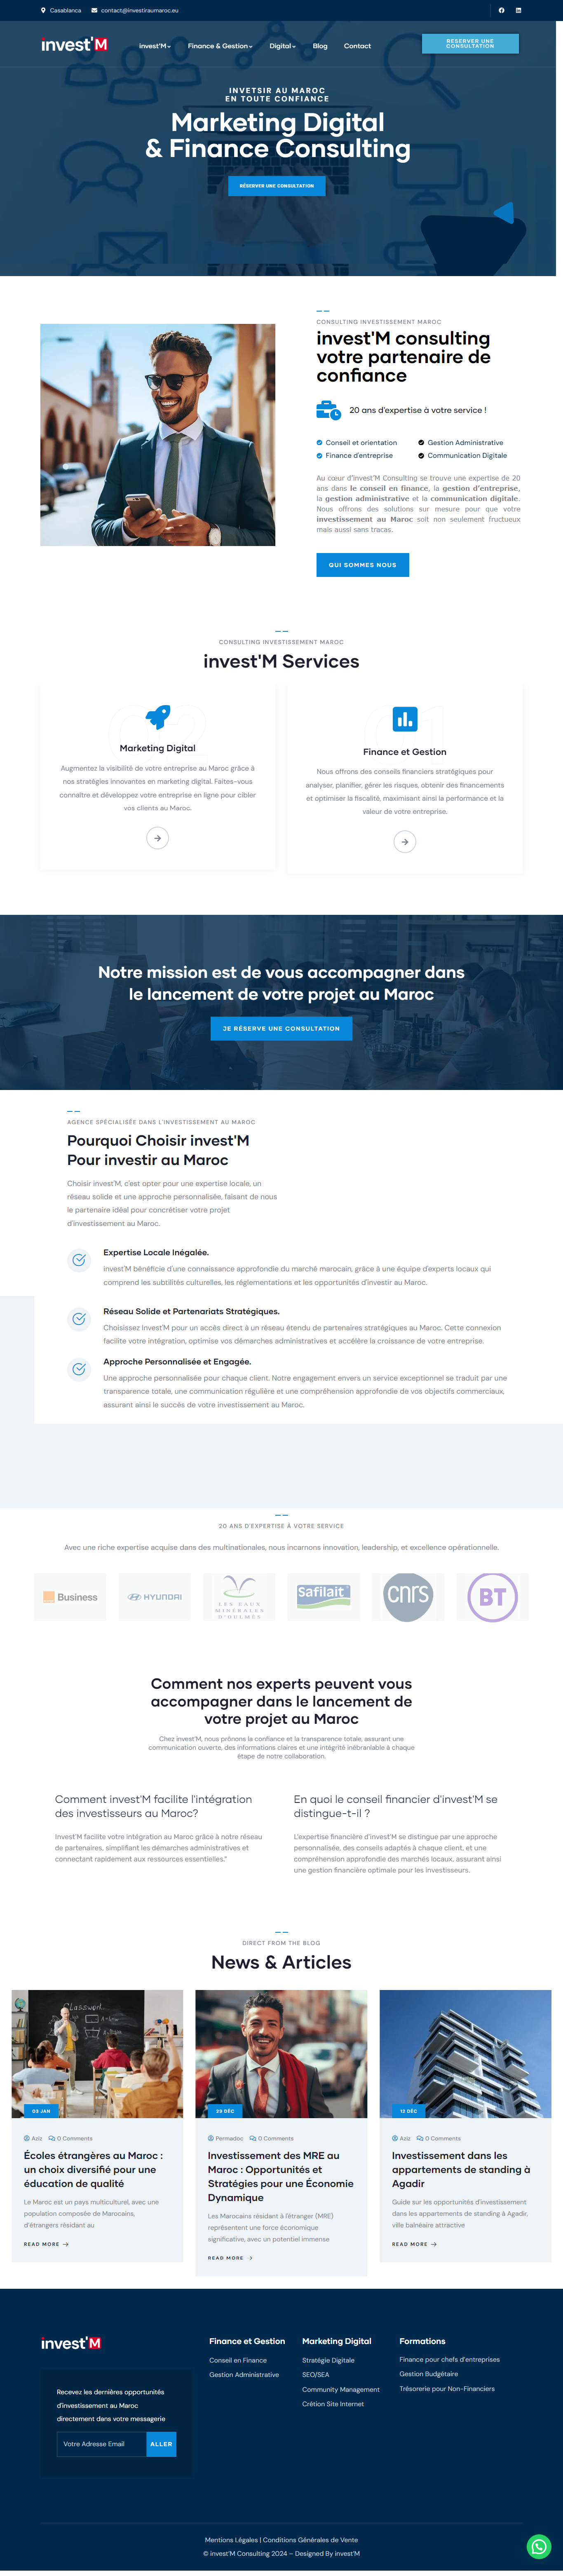 Casablanca
contact@investiraumaroc.eu
invest'M
invest'M
Finance & Gestion
Digital
Blog
Contact
RESERVER UNE
CONSULTATION
INVETSIR AU MAROC
EN TOUTE CONFIANCE
Marketing Digital
& Finance Consulting
RÉSERVER UNE CONSULTATION
CONSULTING INVESTISSEMENT MAROC
invest'M consulting
votre partenaire de
confiance
20 ans d'expertise à votre service !
Conseil et orientation
Gestion Administrative
Finance d'entreprise
Communication Digitale
Au cœur d'invest'M Consulting se trouve une expertise de 20
ans dans le conseil en finance, la gestion d'entreprise,
la gestion administrative et la communication digitale.
Nous offrons des solutions sur mesure pour que votre
investissement au Maroc soit non seulement fructueux
mais aussi sans tracas.
QUI SOMMES NOUS
CONSULTING INVESTISSEMENT MAROC
invest'M Services
Marketing Digital
Augmentez la visibilité de votre entreprise au Maroc grâce à
nos stratégies innovantes en marketing digital. Faites-vous
connaître et développez votre entreprise en ligne pour cibler
vos clients au Maroc.
Finance et Gestion
Nous offrons des conseils financiers stratégiques pour
analyser, planifier, gérer les risques, obtenir des financements
et optimiser la fiscalité, maximisant ainsi la performance et la
valeur de votre entreprise.
Notre mission est de vous accompagner dans
le lancement de votre projet au Maroc
JE RÉSERVE UNE CONSULTATION
AGENCE SPÉCIALISÉE DANS L'INVESTISSEMENT AU MAROC
Pourquoi Choisir invest'M
Pour investir au Maroc
Choisir invest'M, c'est opter pour une expertise locale, un
réseau solide et une approche personnalisée, faisant de nous
le partenaire idéal pour concrétiser votre projet
d'investissement au Maroc.
Expertise Locale Inégalée.
invest'M bénéficie d'une connaissance approfondie du marché marocain, grâce à une équipe d'experts locaux qui
comprend les subtilités culturelles, les réglementations et les opportunités d'investir au Maroc.
Réseau Solide et Partenariats Stratégiques.
Choisissez Invest'M pour un accès direct à un réseau étendu de partenaires stratégiques au Maroc. Cette connexion
facilite votre intégration, optimise vos démarches administratives et accélère la croissance de votre entreprise.
Approche Personnalisée et Engagée.
Une approche personnalisée pour chaque client. Notre engagement envers un service exceptionnel se traduit par une
transparence totale, une communication régulière et une compréhension approfondie de vos objectifs commerciaux,
assurant ainsi le succès de votre investissement au Maroc.
20 ANS D'EXPERTISE À VOTRE SERVICE
Avec une riche expertise acquise dans des multinationales, nous incarnons innovation, leadership, et excellence opérationnelle.
Business
HYUNDAI
LES EAUX
MINÉRALES
D'OULMÈS
Safilait
cnrs
BT
Comment nos experts peuvent vous
accompagner dans le lancement de
votre projet au Maroc
Chez invest'M, nous prônons la confiance et la transparence totale, assurant une
communication ouverte, des informations claires et une intégrité inébranlable à chaque
étape de notre collaboration.
Comment invest'M facilite l'intégration
des investisseurs au Maroc?
Invest'M facilite votre intégration au Maroc grâce à notre réseau
de partenaires, simplifiant les démarches administratives et
connectant rapidement aux ressources essentielles."
En quoi le conseil financier d'invest'M se
distingue-t-il ?
L'expertise financière d'invest'M se distingue par une approche
personnalisée, des conseils adaptés à chaque client, et une
compréhension approfondie des marchés locaux, assurant ainsi
une gestion financière optimale pour les investisseurs.
DIRECT FROM THE BLOG
News & Articles
03 JAN
Aziz
0 Comments
Écoles étrangères au Maroc :
un choix diversifié pour une
éducation de qualité
Le Maroc est un pays multiculturel, avec une
population composée de Marocains,
d'étrangers résidant au
READ MORE
29 DÉC
Permadoc
0 Comments
Investissement des MRE au
Maroc : Opportunités et
Stratégies pour une Économie
Dynamique
Les Marocains résidant à l'étranger (MRE)
représentent une force économique
significative, avec un potentiel immense
READ MORE
12 DÉC
Aziz
0 Comments
Investissement dans les
appartements de standing à
Agadir
Guide sur les opportunités d'investissement
dans les appartements de standing à Agadir,
ville balnéaire attractive
READ MORE
invest'M
Recevez les dernières opportunités
d'investissement au Maroc
directement dans votre messagerie
Votre Adresse Email
ALLER
Finance et Gestion
Conseil en Finance
Gestion Administrative
Marketing Digital
Stratégie Digitale
SEO/SEA
Community Management
Crétion Site Internet
Formations
Finance pour chefs d'entreprises
Gestion Budgétaire
Trésorerie pour Non-Financiers
Mentions Légales | Conditions Générales de Vente
© invest'M Consulting 2024 – Designed By invest'M